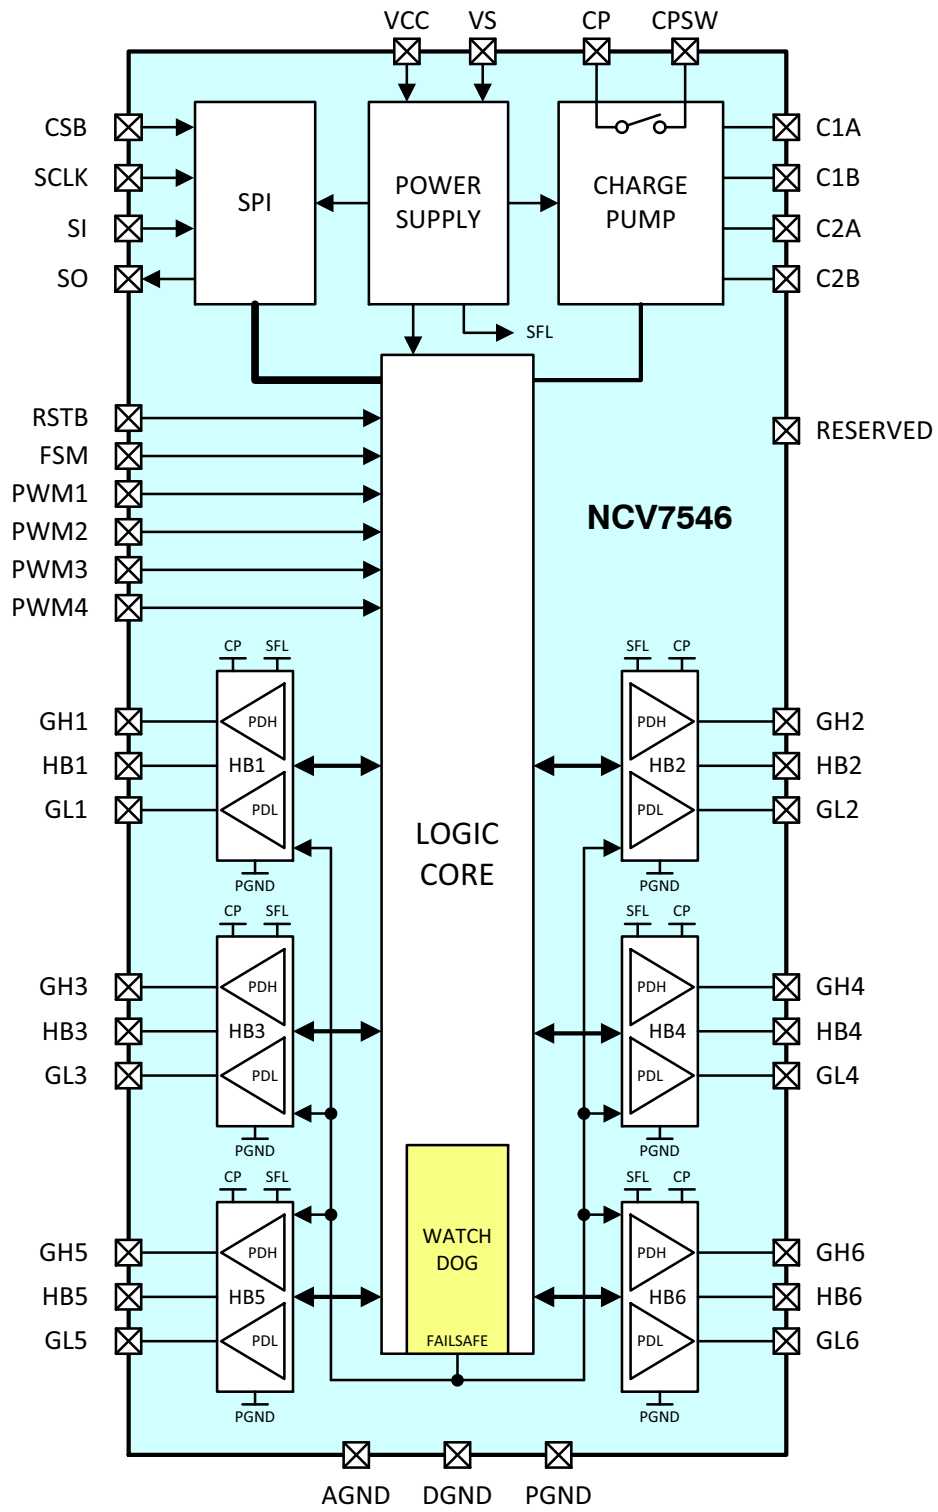 VCC VS CP CPSW
CSB
SCLK
SI
SO
SPI
POWER
SUPPLY
CHARGE
PUMP
C1A
C1B
C2A
C2B
SFL
RSTB
FSM
PWM1
PWM2
PWM3
PWM4
RESERVED
NCV7546
LOGIC
CORE
CP SFL
GH1 PDH
HB1 HB1
GL1 PDL
PGND
SFL CP
PDH GH2
HB2 HB2
PDL GL2
PGND
CP SFL
GH3 PDH
HB3 HB3
GL3 PDL
PGND
SFL CP
PDH GH4
HB4 HB4
PDL GL4
PGND
CP SFL
GH5 PDH
HB5 HB5
GL5 PDL
PGND
WATCH
DOG
FAILSAFE
SFL CP
PDH GH6
HB6 HB6
PDL GL6
PGND
AGND DGND PGND